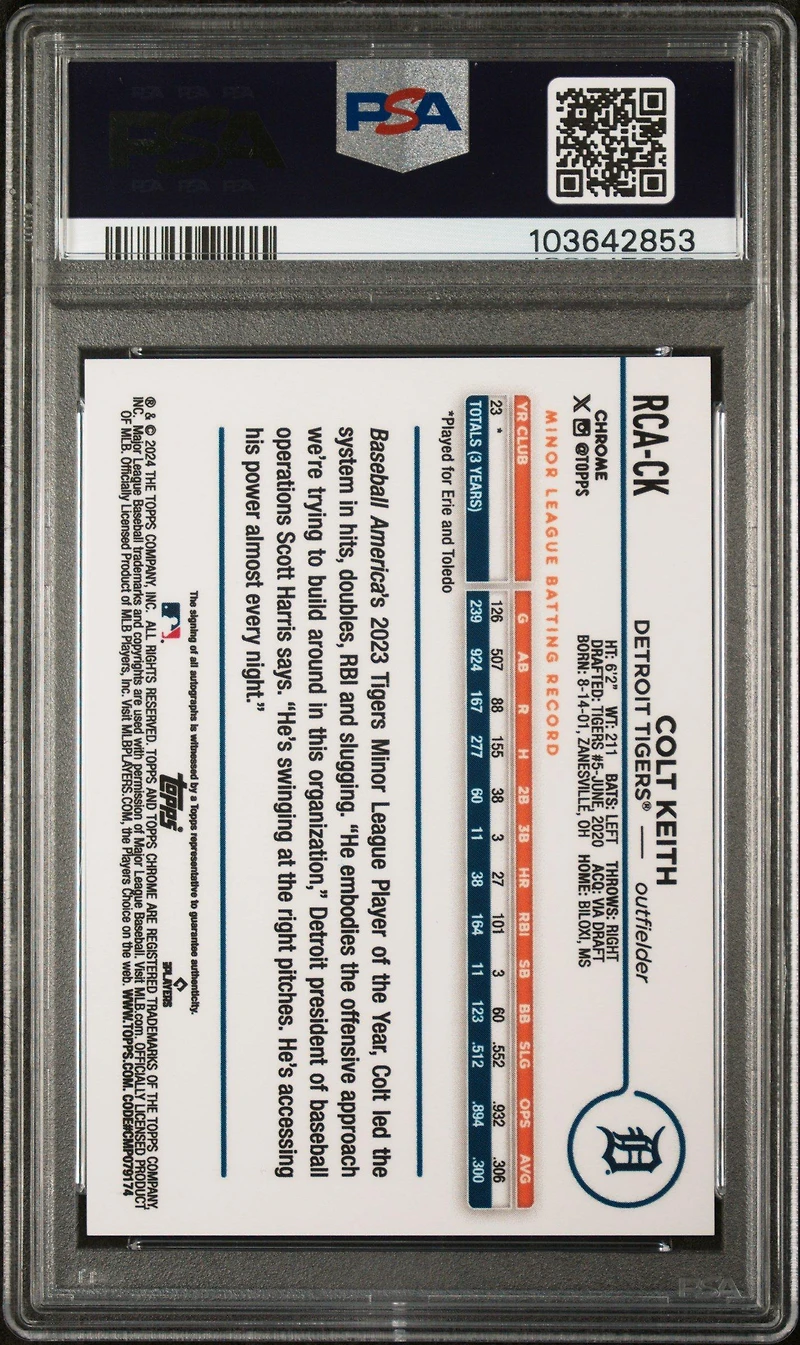 PSA
PSA PSA PSA
PSA
PSA PSA PSA
103642853
RCA-CK
COLT KEITH
DETROIT TIGERS® — outfielder
CHROME
X @TOPPS
HT: 6'2" WT: 211 BATS: LEFT THROWS: RIGHT
DRAFTED: TIGERS #5-JUNE, 2020 ACQ: VIA DRAFT
BORN: 8-14-01, ZANESVILLE, OH HOME: BILOXI, MS
MINOR LEAGUE BATTING RECORD
YR CLUB G AB R H 2B 3B HR RBI SB BB SLG OPS AVG
23 * 126 507 88 155 38 3 27 101 3 60 .552 .932 .306
TOTALS (3 YEARS) 239 924 167 277 60 11 38 164 11 123 .512 .894 .300
*Played for Erie and Toledo
Baseball America's 2023 Tigers Minor League Player of the Year, Colt led the
system in hits, doubles, RBI and slugging. “He embodies the offensive approach
we're trying to build around in this organization,” Detroit president of baseball
operations Scott Harris says. “He's swinging at the right pitches. He's accessing
his power almost every night.”
The signing of all autographs is witnessed by a Topps representative to guarantee authenticity.
topps
PLAYERS
® & © 2024 THE TOPPS COMPANY, INC. ALL RIGHTS RESERVED. TOPPS AND TOPPS CHROME ARE REGISTERED TRADEMARKS OF THE TOPPS COMPANY,
INC. Major League Baseball trademarks and copyrights are used with permission of Major League Baseball. Visit MLB.com. OFFICIALLY LICENSED PRODUCT
OF MLB. Officially Licensed Product of MLB Players, Inc. Visit MLBPLAYERS.COM, the Players Choice on the web. WWW.TOPPS.COM. CODE#CMP079174
PSA